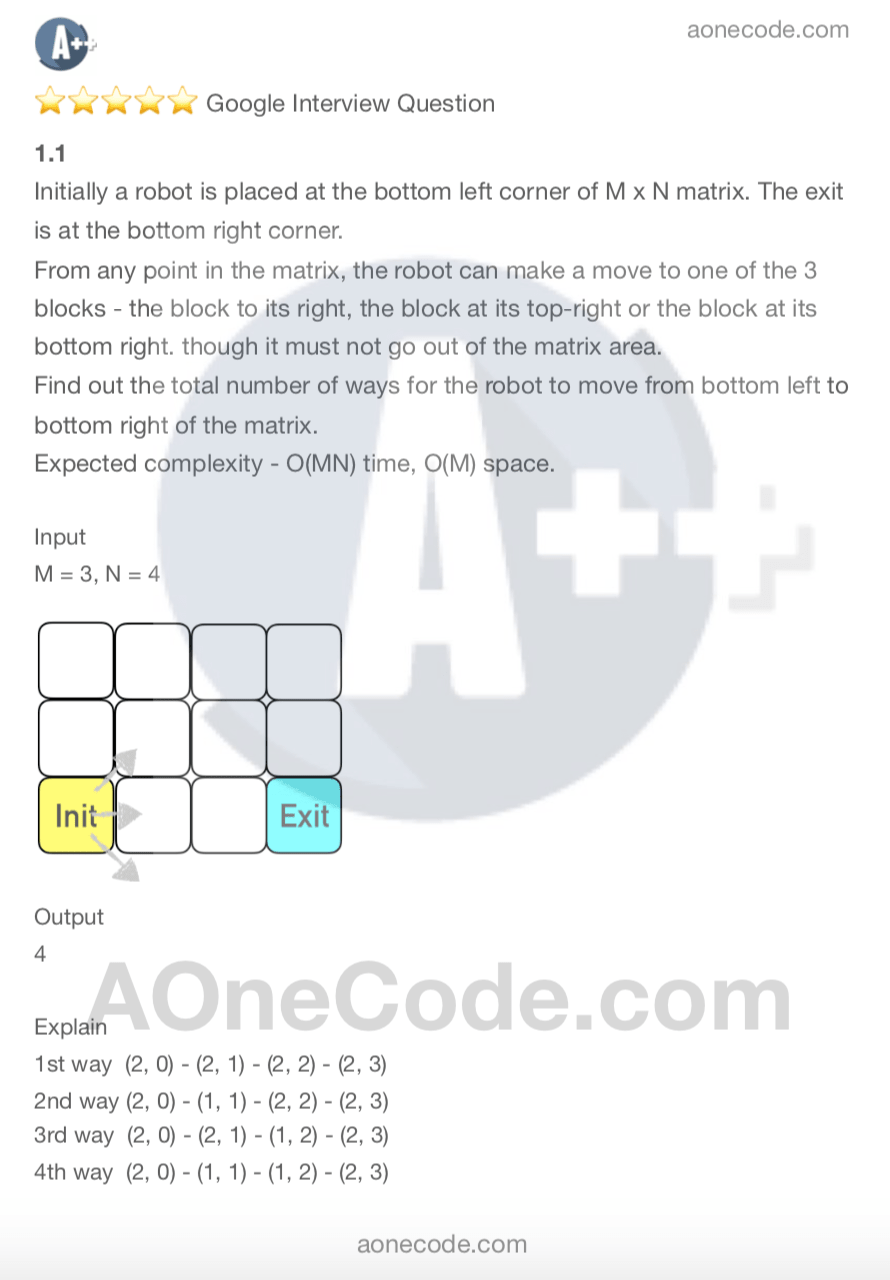 A++
aonecode.com
Google Interview Question
1.1
Initially a robot is placed at the bottom left corner of M x N matrix. The exit
is at the bottom right corner.
From any point in the matrix, the robot can make a move to one of the 3
blocks - the block to its right, the block at its top-right or the block at its
bottom right. though it must not go out of the matrix area.
Find out the total number of ways for the robot to move from bottom left to
bottom right of the matrix.
Expected complexity - O(MN) time, O(M) space.
A++
Input
M = 3, N = 4
Init
Exit
Output
4
AOneCode.com
Explain
1st way (2, 0) - (2, 1) - (2, 2) - (2, 3)
2nd way (2, 0) - (1, 1) - (2, 2) - (2, 3)
3rd way (2, 0) - (2, 1) - (1, 2) - (2, 3)
4th way (2, 0) - (1, 1) - (1, 2) - (2, 3)
aonecode.com